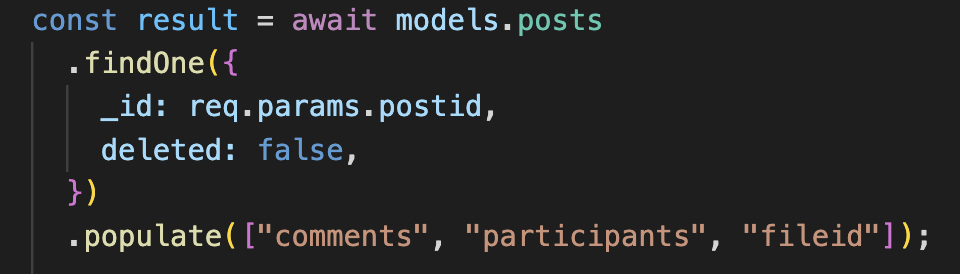 const result = await models.posts
.findOne({
_id: req.params.postid,
deleted: false,
})
.populate(["comments", "participants", "fileid"]);